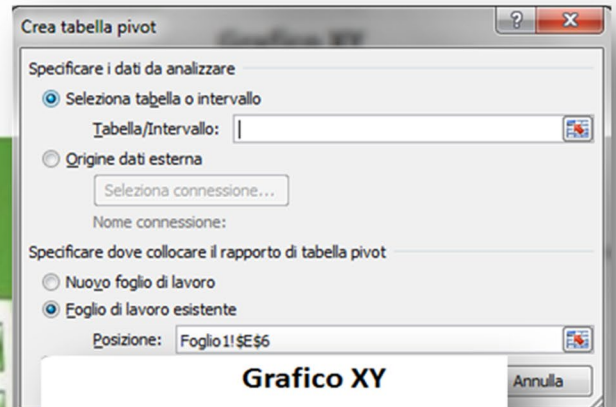 Crea tabella pivot
Grafico XY
Specificare i dati da analizzare
Seleziona tabella o intervallo
Tabella/Intervallo:
Origine dati esterna
Seleziona connessione...
Nome connessione:
Specificare dove collocare il rapporto di tabella pivot
Nuovo foglio di lavoro
Foglio di lavoro esistente
Posizione: Foglio1!$E$6
Grafico XY
Annulla